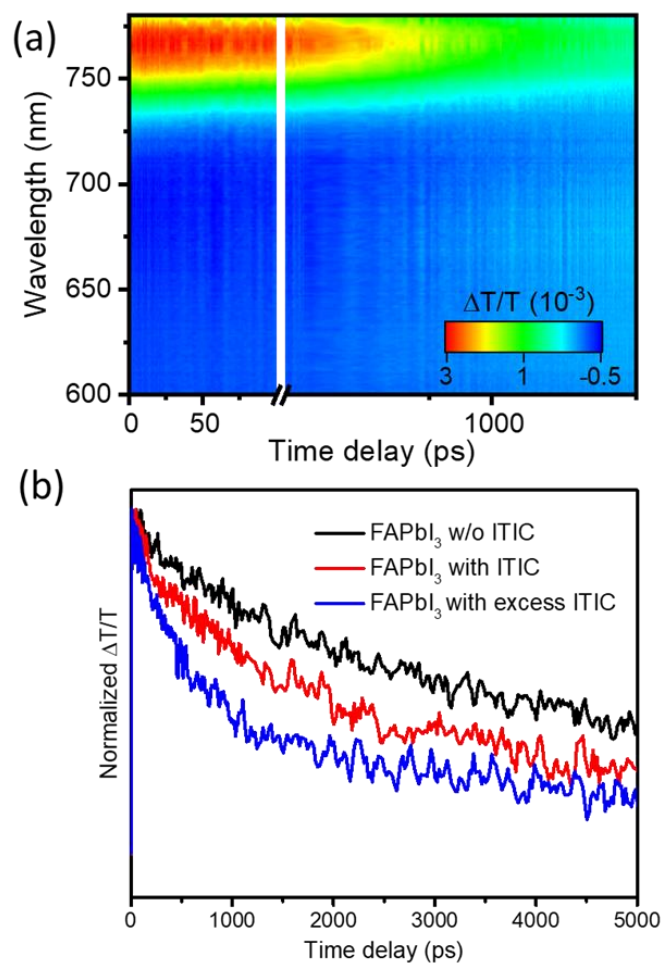 (a)
Wavelength (nm)
750
700
650
600
ΔT/T (10⁻³)
3 1 -0.5
0 50 1000
Time delay (ps)
(b)
Normalized ΔT/T
FAPbI₃ w/o ITIC
FAPbI₃ with ITIC
FAPbI₃ with excess ITIC
0 1000 2000 3000 4000 5000
Time delay (ps)